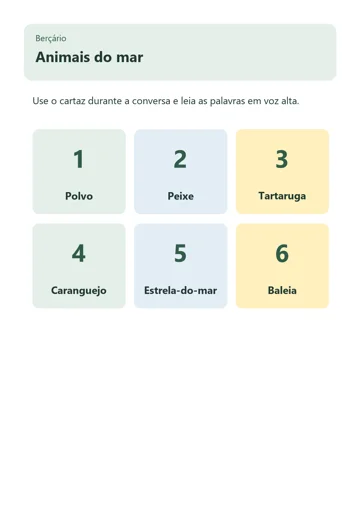 Berçário
Animais do mar
Use o cartaz durante a conversa e leia as palavras em voz alta.
1
Polvo
2
Peixe
3
Tartaruga
4
Caranguejo
5
Estrela-do-mar
6
Baleia